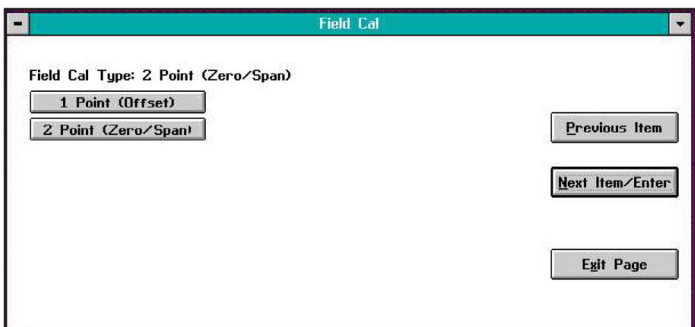 Field Cal
Field Cal Type: 2 Point (Zero/Span)
1 Point (Offset)
2 Point (Zero/Span)
Previous Item
Next Item/Enter
Exit Page